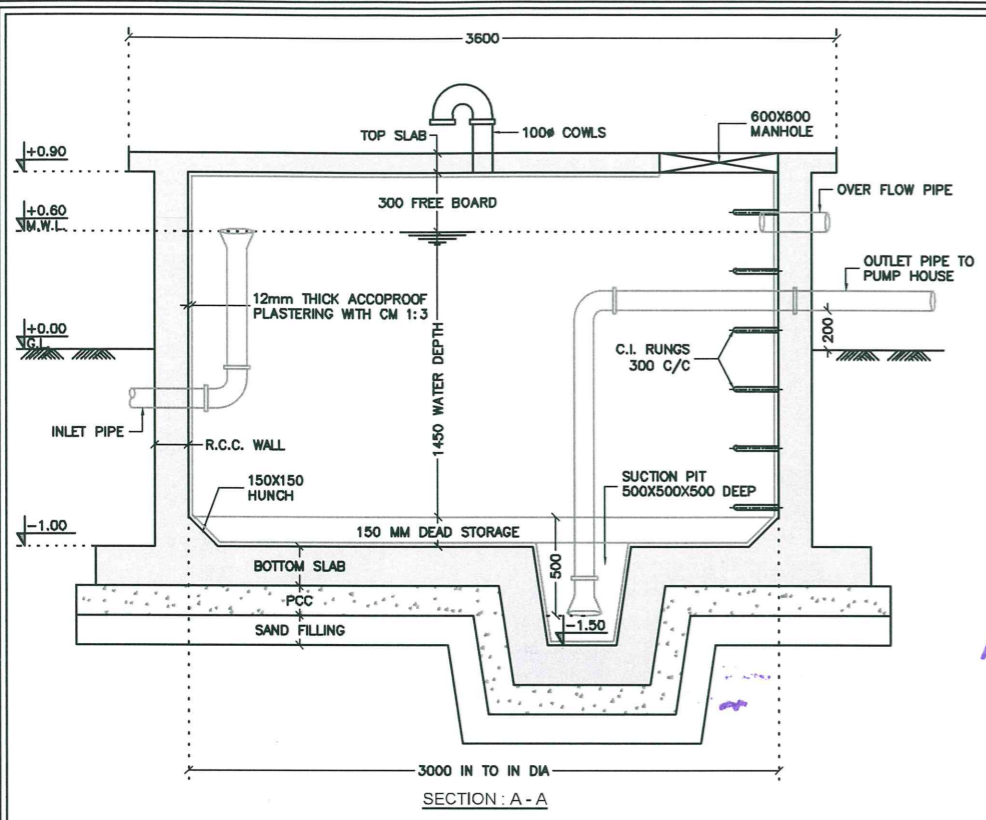 3600
TOP SLAB
100ø COWLS
600X600
MANHOLE
+0.90
300 FREE BOARD
OVER FLOW PIPE
+0.60
M.W.L.
OUTLET PIPE TO
PUMP HOUSE
12mm THICK ACCOPROOF
PLASTERING WITH CM 1:3
+0.00
G.L.
200
C.I. RUNGS
300 C/C
1450 WATER DEPTH
INLET PIPE
R.C.C. WALL
150X150
HUNCH
SUCTION PIT
500X500X500 DEEP
-1.00
150 MM DEAD STORAGE
500
BOTTOM SLAB
PCC
-1.50
SAND FILLING
3000 IN TO IN DIA
SECTION : A - A